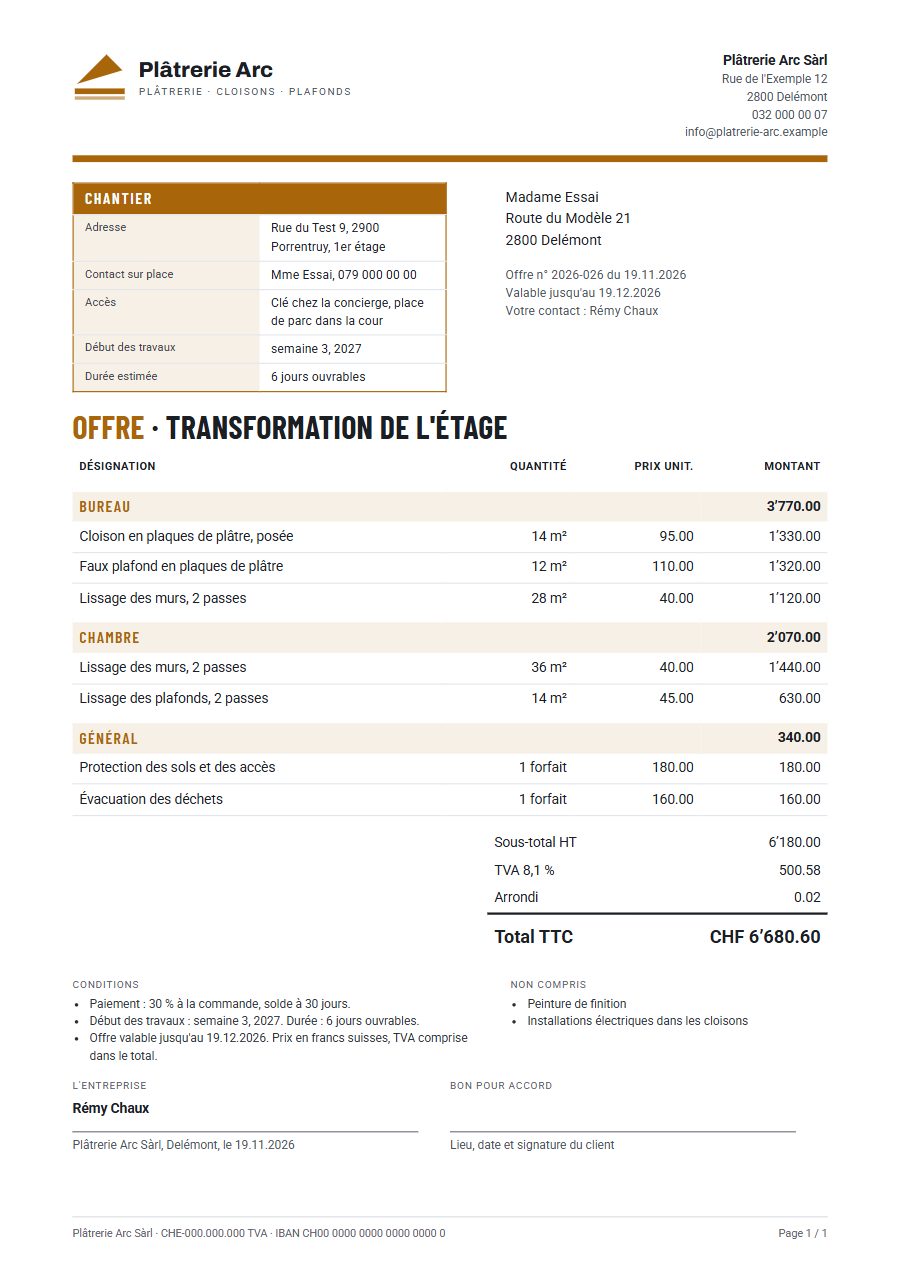 Plâtrerie Arc
PLÂTRERIE · CLOISONS · PLAFONDS
Plâtrerie Arc Sàrl
Rue de l'Exemple 12
2800 Delémont
032 000 00 07
info@platrerie-arc.example
CHANTIER
Adresse
Rue du Test 9, 2900
Porrentruy, 1er étage
Contact sur place
Mme Essai, 079 000 00 00
Accès
Clé chez la concierge, place
de parc dans la cour
Début des travaux
semaine 3, 2027
Durée estimée
6 jours ouvrables
Madame Essai
Route du Modèle 21
2800 Delémont
Offre n° 2026-026 du 19.11.2026
Valable jusqu'au 19.12.2026
Votre contact : Rémy Chaux
OFFRE · TRANSFORMATION DE L'ÉTAGE
DÉSIGNATION QUANTITÉ PRIX UNIT. MONTANT
BUREAU 3’770.00
Cloison en plaques de plâtre, posée 14 m² 95.00 1’330.00
Faux plafond en plaques de plâtre 12 m² 110.00 1’320.00
Lissage des murs, 2 passes 28 m² 40.00 1’120.00
CHAMBRE 2’070.00
Lissage des murs, 2 passes 36 m² 40.00 1’440.00
Lissage des plafonds, 2 passes 14 m² 45.00 630.00
GÉNÉRAL 340.00
Protection des sols et des accès 1 forfait 180.00 180.00
Évacuation des déchets 1 forfait 160.00 160.00
Sous-total HT 6’180.00
TVA 8,1 % 500.58
Arrondi 0.02
Total TTC CHF 6’680.60
CONDITIONS
• Paiement : 30 % à la commande, solde à 30 jours.
• Début des travaux : semaine 3, 2027. Durée : 6 jours ouvrables.
• Offre valable jusqu'au 19.12.2026. Prix en francs suisses, TVA comprise
dans le total.
NON COMPRIS
• Peinture de finition
• Installations électriques dans les cloisons
L'ENTREPRISE
Rémy Chaux
Plâtrerie Arc Sàrl, Delémont, le 19.11.2026
BON POUR ACCORD
Lieu, date et signature du client
Plâtrerie Arc Sàrl · CHE-000.000.000 TVA · IBAN CH00 0000 0000 0000 0000 0
Page 1 / 1